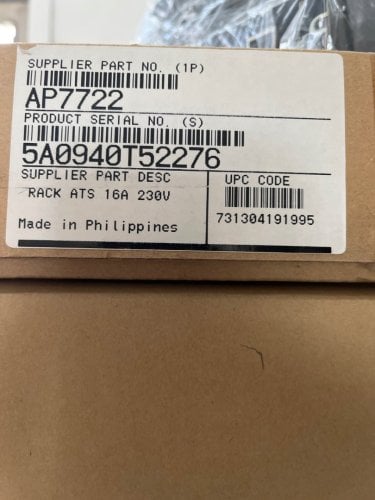 SUPPLIER PART NO. (1P)
AP7722
PRODUCT SERIAL NO. (S)
5A0940T52276
SUPPLIER PART DESC
RACK ATS 16A 230V
Made in Philippines
UPC CODE
731304191995